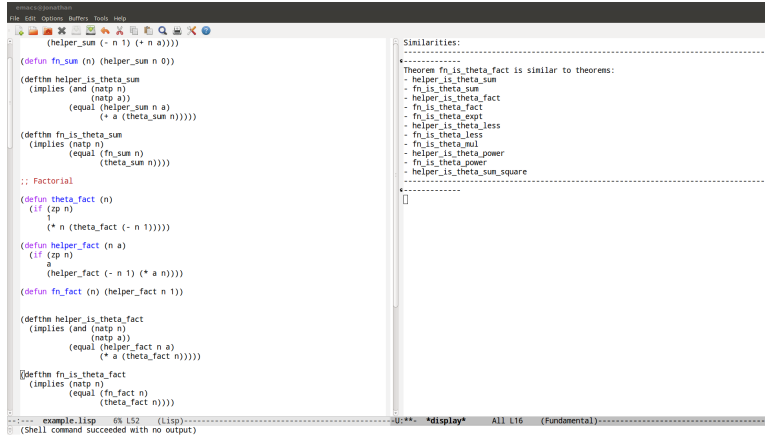 emacs@jonathan
File Edit Options Buffers Tools Help
(helper_sum (- n 1) (+ n a))))
(defun fn_sum (n) (helper_sum n 0))
(defthm helper_is_theta_sum
(implies (and (natp n)
(natp a))
(equal (helper_sum n a)
(+ a (theta_sum n)))))
(defthm fn_is_theta_sum
(implies (natp n)
(equal (fn_sum n)
(theta_sum n))))
;; Factorial
(defun theta_fact (n)
(if (zp n)
1
(* n (theta_fact (- n 1)))))
(defun helper_fact (n a)
(if (zp n)
a
(helper_fact (- n 1) (* a n))))
(defun fn_fact (n) (helper_fact n 1))
(defthm helper_is_theta_fact
(implies (and (natp n)
(natp a))
(equal (helper_fact n a)
(* a (theta_fact n)))))
(defthm fn_is_theta_fact
(implies (natp n)
(equal (fn_fact n)
(theta_fact n))))
--:--- example.lisp 6% L52 (Lisp)------------------------------------------------
(Shell command succeeded with no output)
Similarities:
-----------------------------------------------------------------------------------
-------------
Theorem fn_is_theta_fact is similar to theorems:
- helper_is_theta_sum
- fn_is_theta_sum
- helper_is_theta_fact
- fn_is_theta_fact
- fn_is_theta_expt
- helper_is_theta_less
- fn_is_theta_less
- fn_is_theta_mul
- helper_is_theta_power
- fn_is_theta_power
- helper_is_theta_sum_square
-----------------------------------------------------------------------------------
-------------
-U:**- *display* All L16 (Fundamental)---------------------------------------